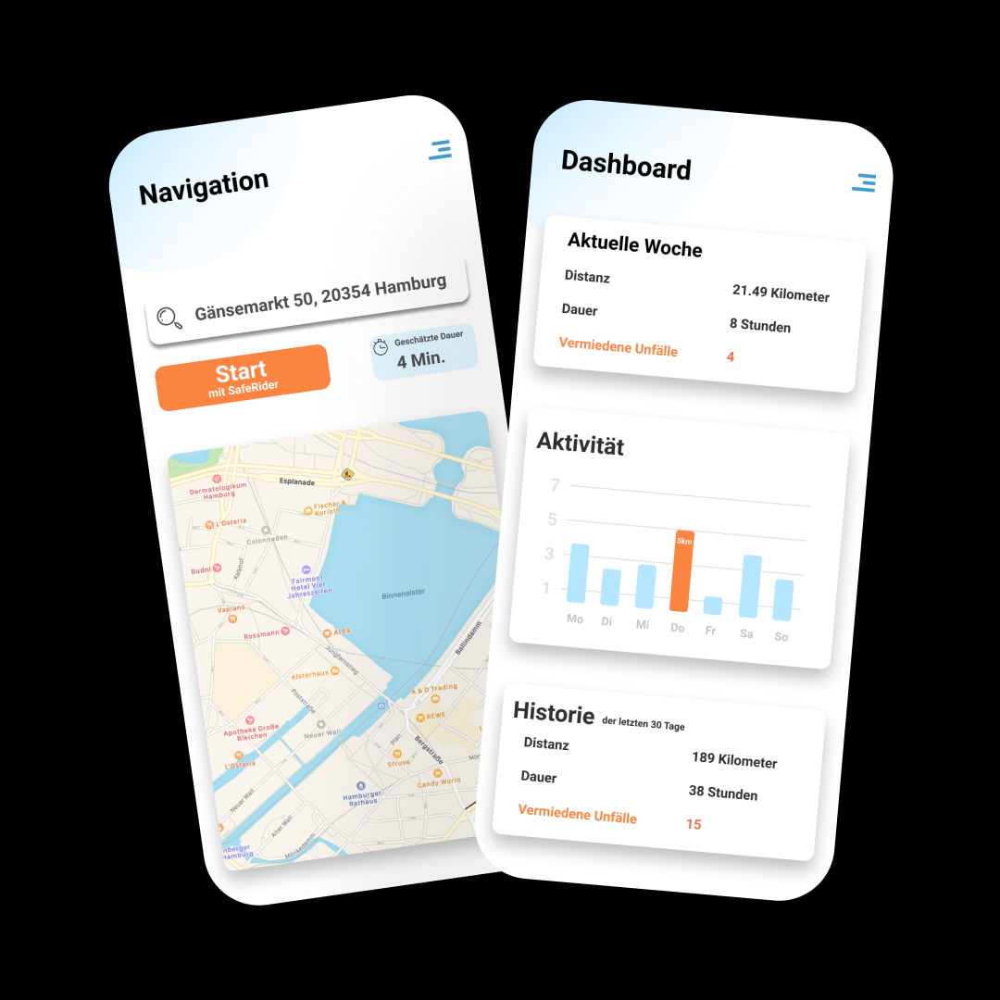 Navigation
Gänsemarkt 50, 20354 Hamburg
Start
mit SafeRider
Geschätzte Dauer
4 Min.
Esplanade
Dermatologikum
Hamburg
Fischer &
Korioth
L'Osteria
Colonnaden
Budni
Kalkhof
Fairmont
Hotel Vier
Jahreszeiten
Binnenalster
Vapiano
Rossmann
ALEX
Ballindamm
Jungfernstieg
Alsterhaus
A & D Trading
Poststraße
REWE
Apotheke Große
Bleichen
Neuer Wall
Plan
Bergstraße
L'Osteria
Struve
Candy World
Hamburger
Rathaus
Neuer Wall
Alter Wall
Mönkedamm
nberger
Hamburg
Dashboard
Aktuelle Woche
Distanz 21.49 Kilometer
Dauer 8 Stunden
Vermiedene Unfälle 4
Aktivität
7
5
3
1
5km
Mo Di Mi Do Fr Sa So
Historie der letzten 30 Tage
Distanz 189 Kilometer
Dauer 38 Stunden
Vermiedene Unfälle 15